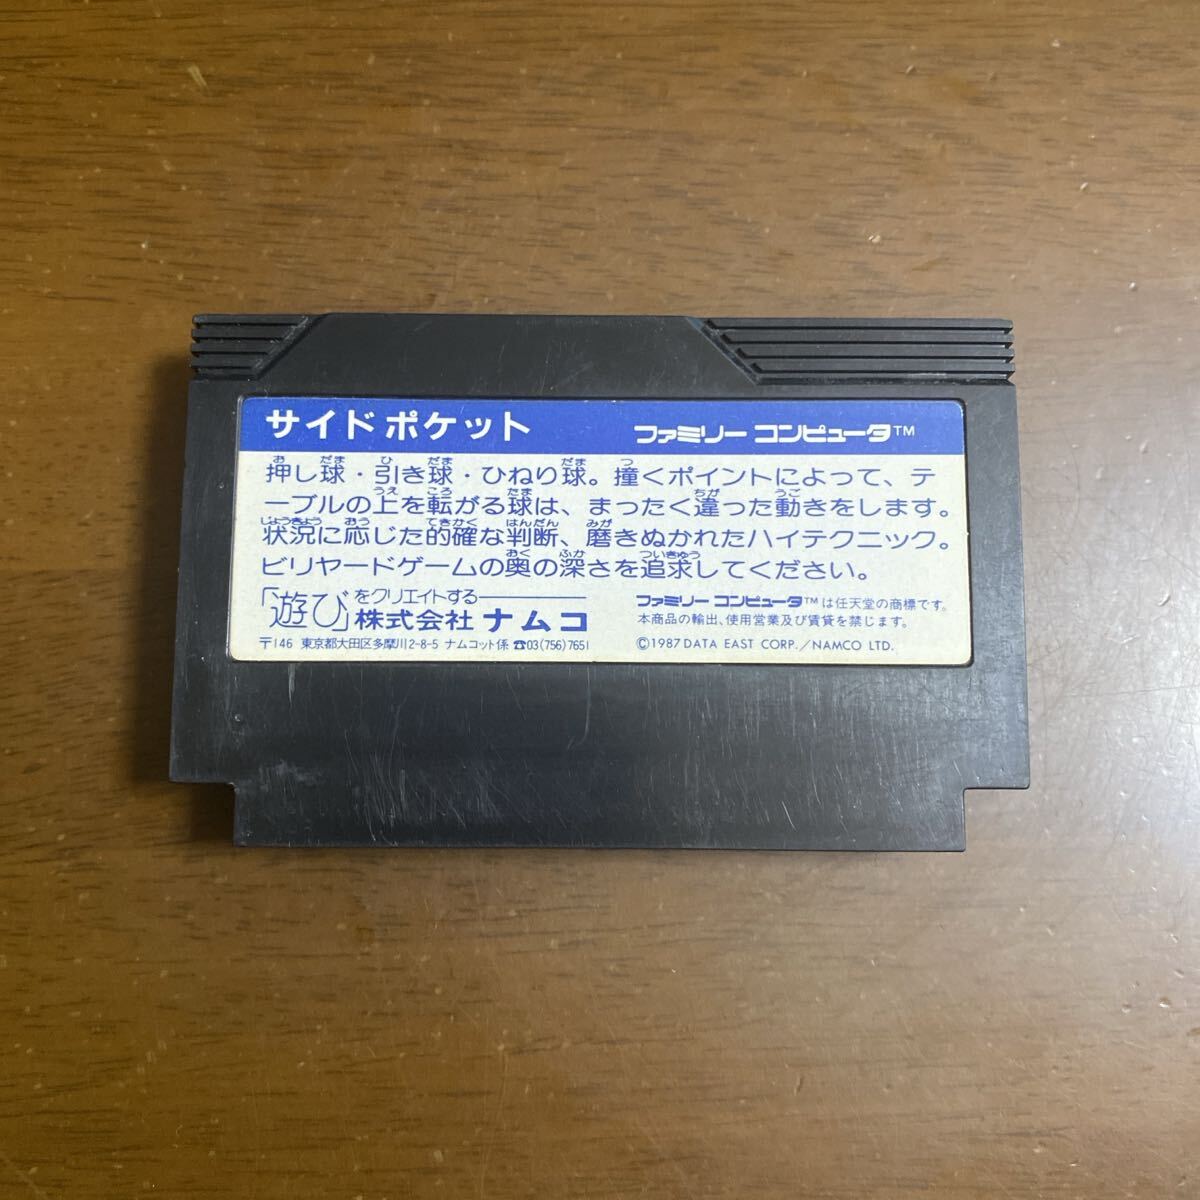 サイドポケット ファミリーコンピュータ™
押し球・引き球・ひねり球。撞くポイントによって、テ
ーブルの上を転がる球は、まったく違った動きをします。
状況に応じた的確な判断、磨きぬかれたハイテクニック。
ビリヤードゲームの奥の深さを追求してください。
「遊び」をクリエイトする
株式会社ナムコ
〒146 東京都大田区多摩川2-8-5 ナムコット係 ☎03(756)7651
ファミリーコンピュータ™は任天堂の商標です。
本商品の輸出、使用営業及び賃貸を禁じます。
©1987 DATA EAST CORP./NAMCO LTD.